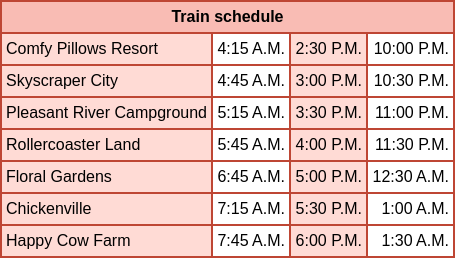 Train schedule
Comfy Pillows Resort 4:15 A.M. 2:30 P.M. 10:00 P.M.
Skyscraper City 4:45 A.M. 3:00 P.M. 10:30 P.M.
Pleasant River Campground 5:15 A.M. 3:30 P.M. 11:00 P.M.
Rollercoaster Land 5:45 A.M. 4:00 P.M. 11:30 P.M.
Floral Gardens 6:45 A.M. 5:00 P.M. 12:30 A.M.
Chickenville 7:15 A.M. 5:30 P.M. 1:00 A.M.
Happy Cow Farm 7:45 A.M. 6:00 P.M. 1:30 A.M.